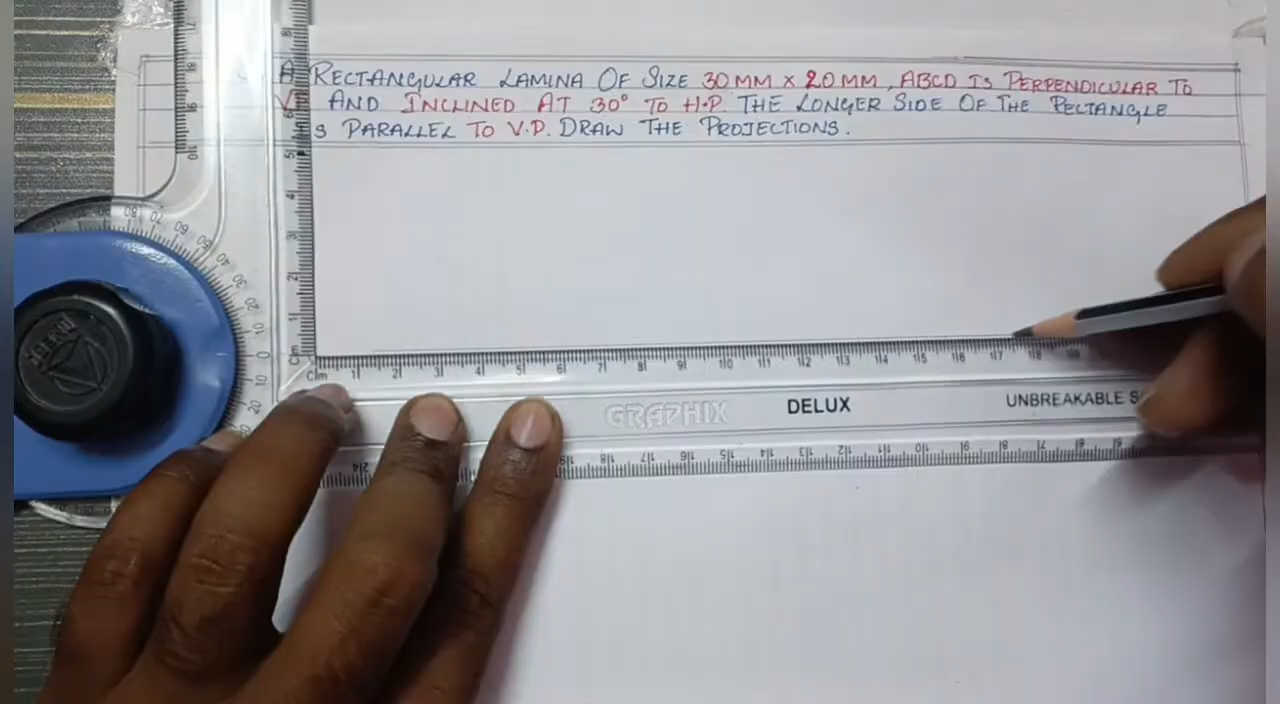 A RECTANGULAR LAMINA OF SIZE 30 MM X 20 MM, ABCD IS PERPENDICULAR TO
AND INCLINED AT 30° TO H.P. THE LONGER SIDE OF THE RECTANGLE
IS PARALLEL TO V.P. DRAW THE PROJECTIONS.
GRAPHIX
DELUX
UNBREAKABLE